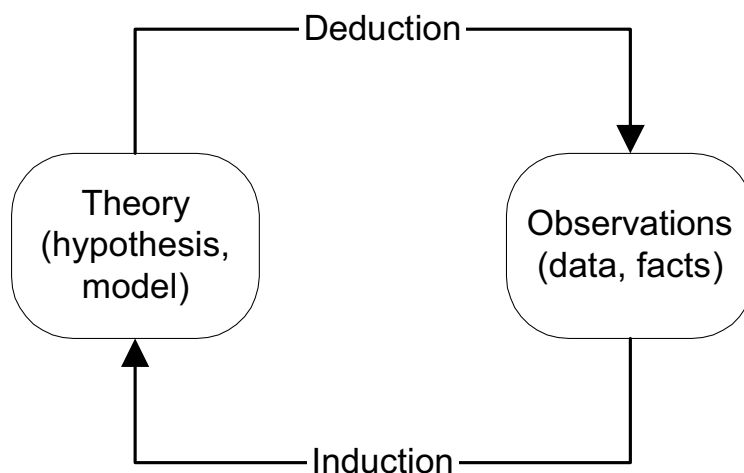 Deduction
Theory
(hypothesis,
model)
Observations
(data, facts)
Induction